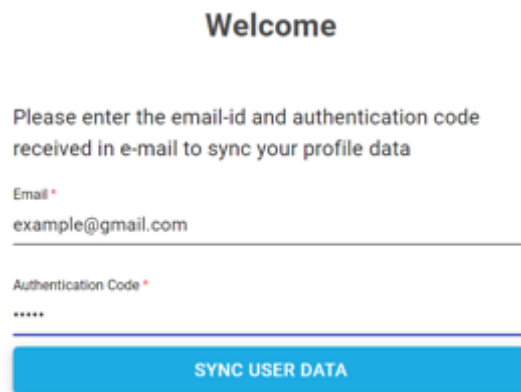 Welcome
Please enter the email-id and authentication code
received in e-mail to sync your profile data
Email *
example@gmail.com
Authentication Code *
•••••
SYNC USER DATA